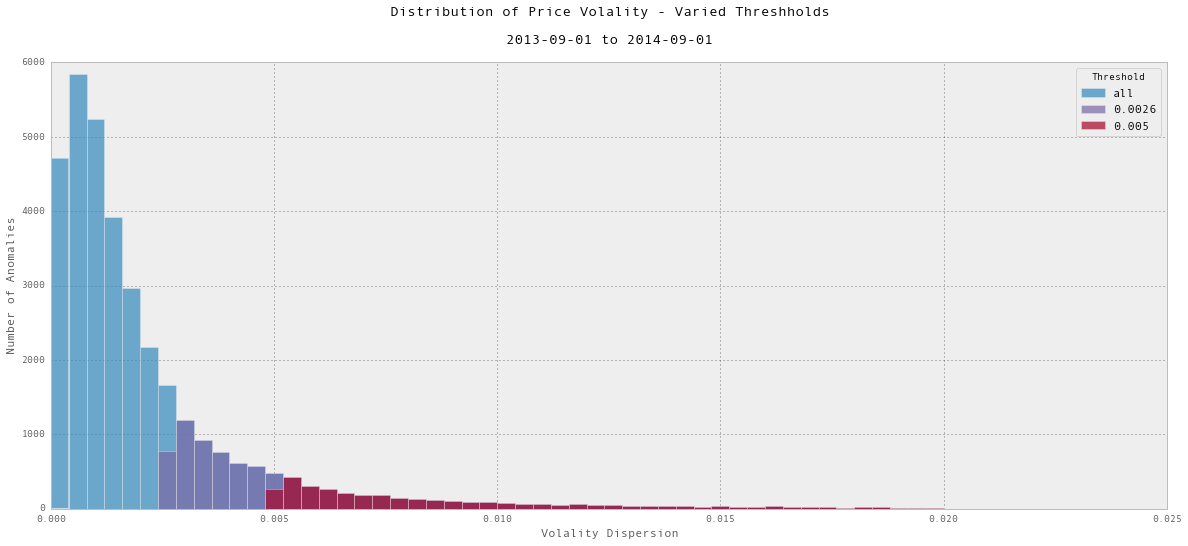 Distribution of Price Volality - Varied Threshholds
2013-09-01 to 2014-09-01
Threshold
all
0.0026
0.005
Number of Anomalies
6000
5000
4000
3000
2000
1000
0
0.000 0.005 0.010 0.015 0.020 0.025
Volality Dispersion